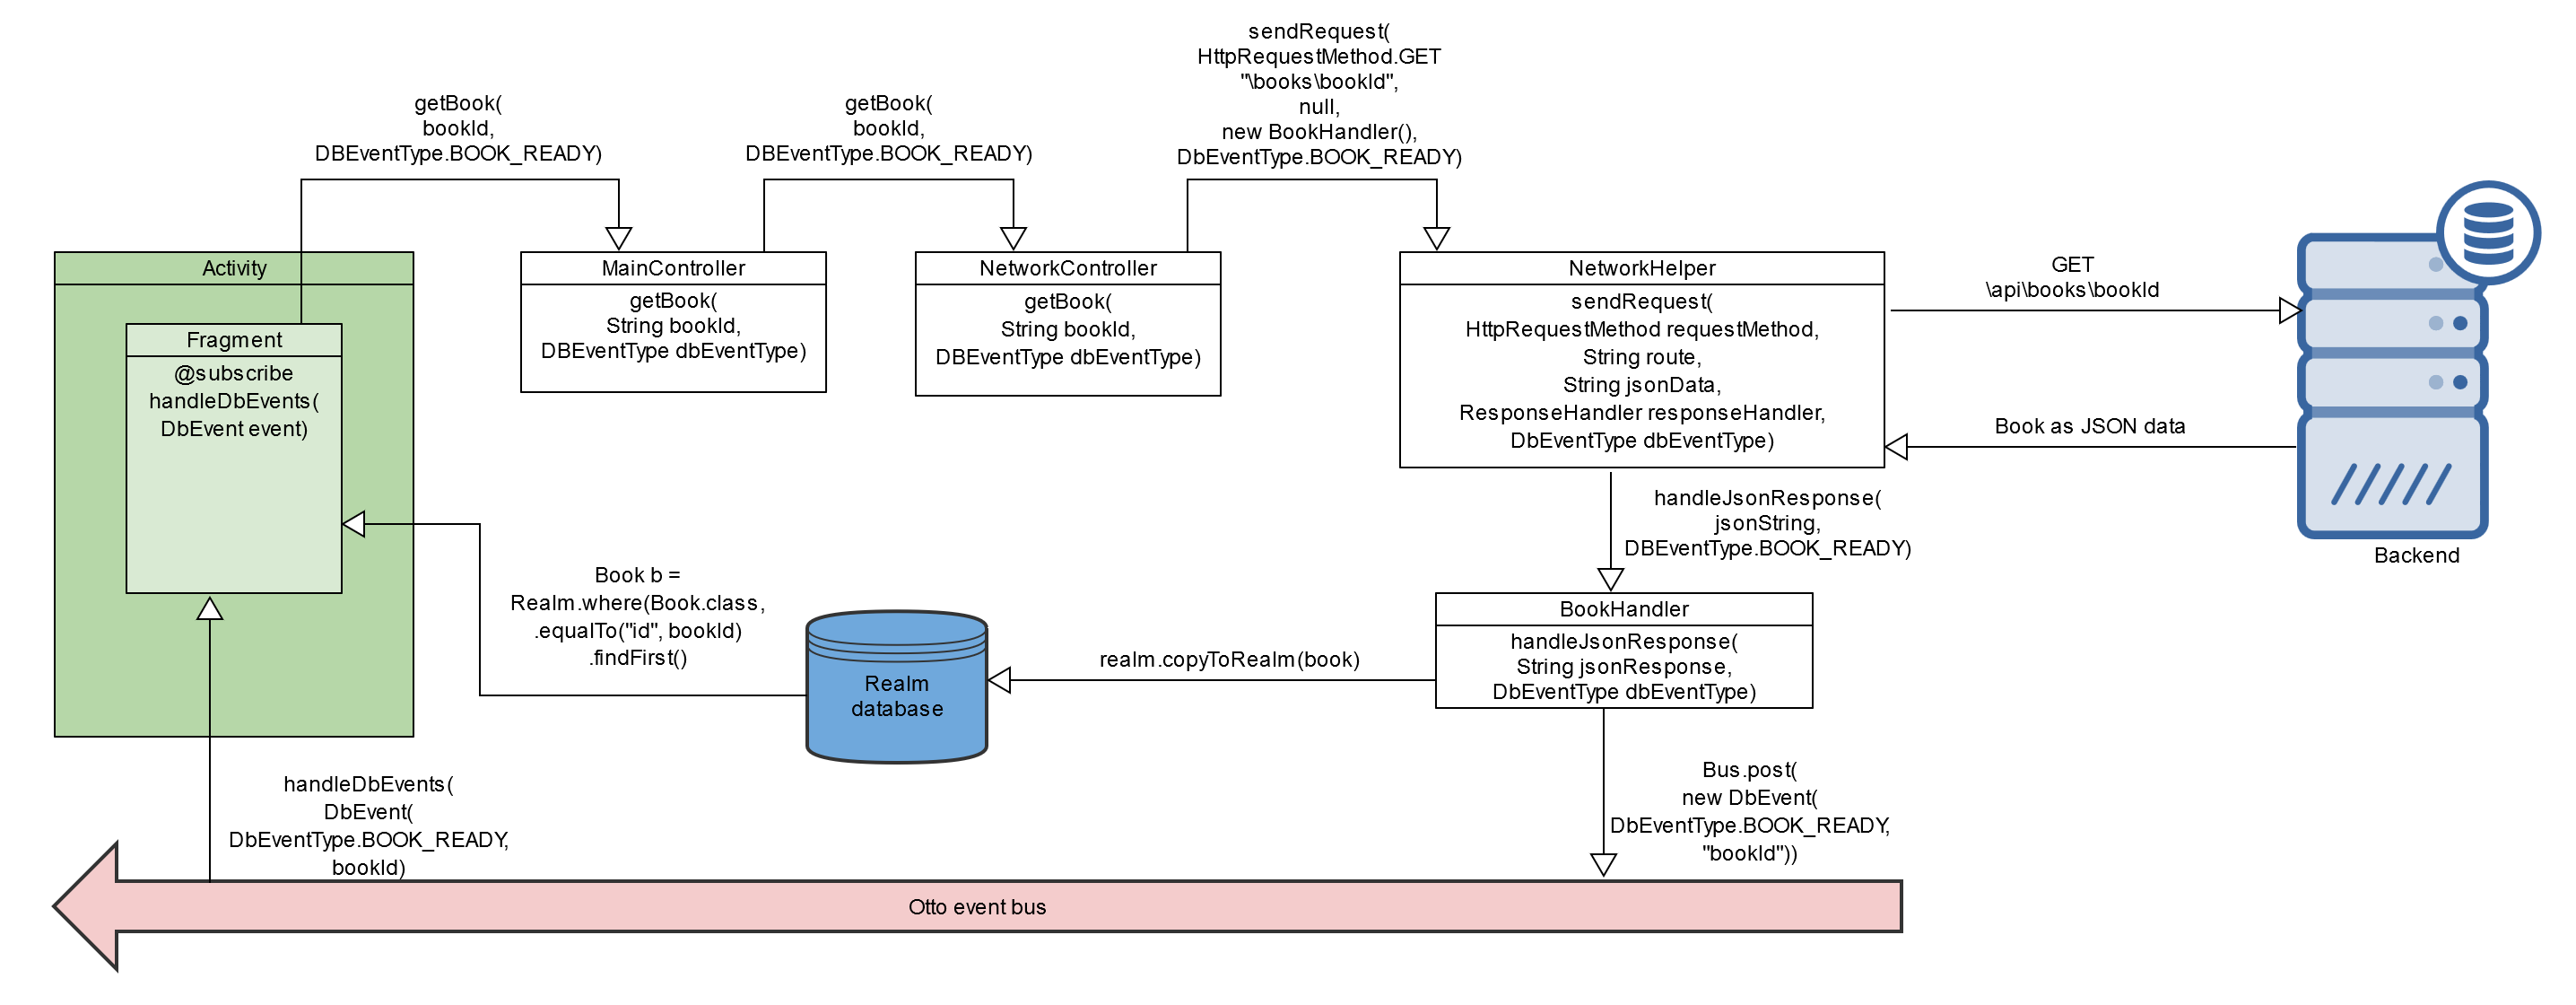 sendRequest(
HttpRequestMethod.GET
"\books\bookId",
null,
new BookHandler(),
DbEventType.BOOK_READY)
getBook(
bookId,
DBEventType.BOOK_READY)
getBook(
bookId,
DBEventType.BOOK_READY)
Activity
Fragment
@subscribe
handleDbEvents(
DbEvent event)
MainController
getBook(
String bookId,
DBEventType dbEventType)
NetworkController
getBook(
String bookId,
DBEventType dbEventType)
NetworkHelper
sendRequest(
HttpRequestMethod requestMethod,
String route,
String jsonData,
ResponseHandler responseHandler,
DbEventType dbEventType)
GET
\api\books\bookId
Book as JSON data
Backend
handleJsonResponse(
jsonString,
DBEventType.BOOK_READY)
BookHandler
handleJsonResponse(
String jsonResponse,
DbEventType dbEventType)
realm.copyToRealm(book)
Realm
database
Book b =
Realm.where(Book.class,
.equalTo("id", bookId)
.findFirst()
handleDbEvents(
DbEvent(
DbEventType.BOOK_READY,
bookId)
Bus.post(
new DbEvent(
DbEventType.BOOK_READY,
"bookId"))
Otto event bus